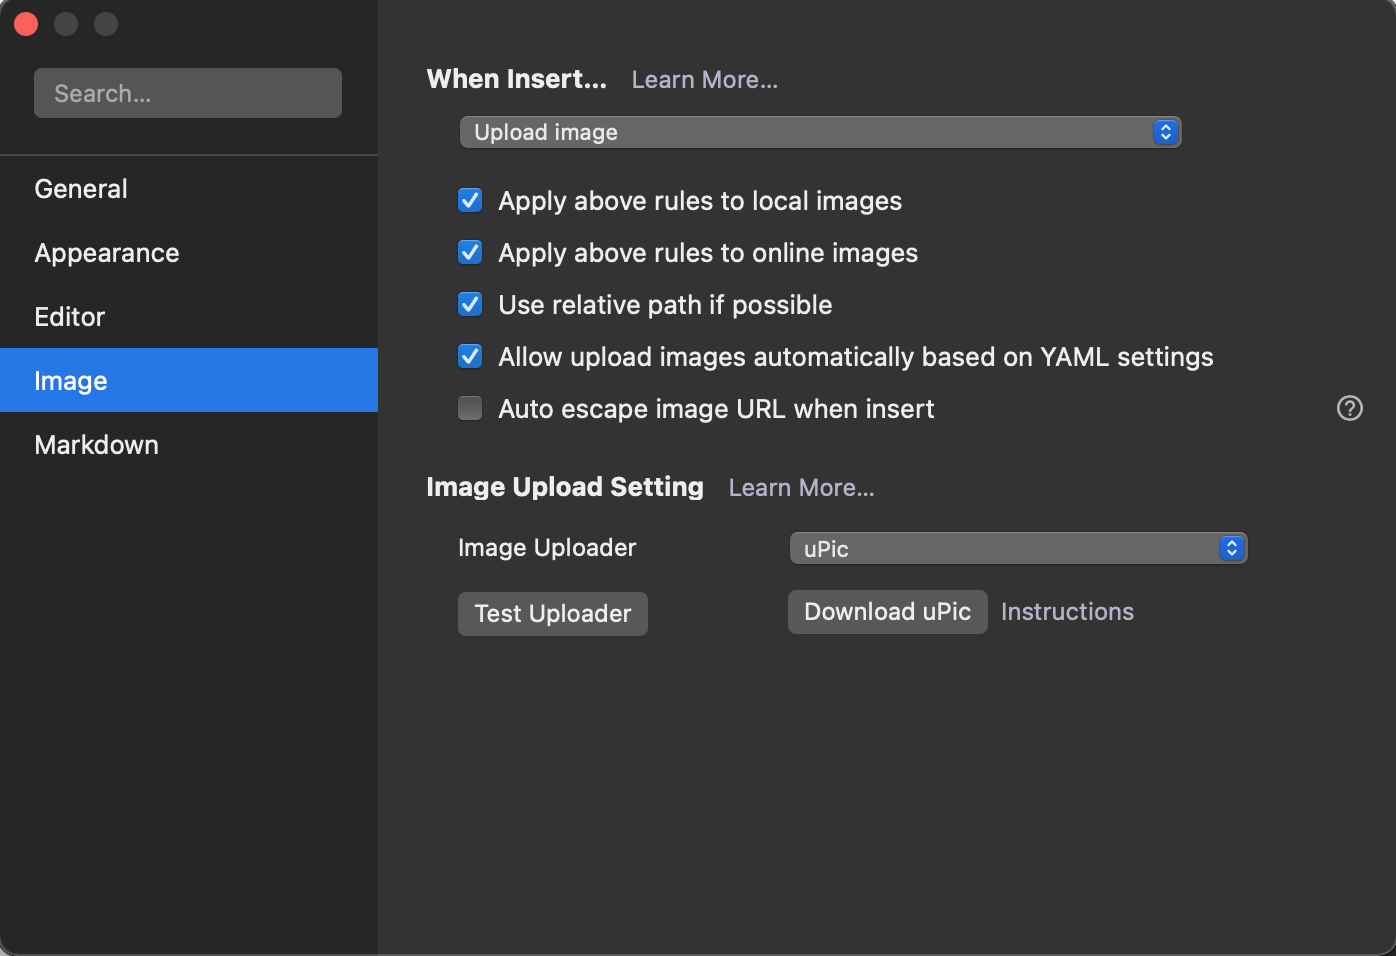 Search...
General
Appearance
Editor
Image
Markdown
When Insert... Learn More...
Upload image
Apply above rules to local images
Apply above rules to online images
Use relative path if possible
Allow upload images automatically based on YAML settings
Auto escape image URL when insert ?
Image Upload Setting Learn More...
Image Uploader uPic
Test Uploader Download uPic Instructions